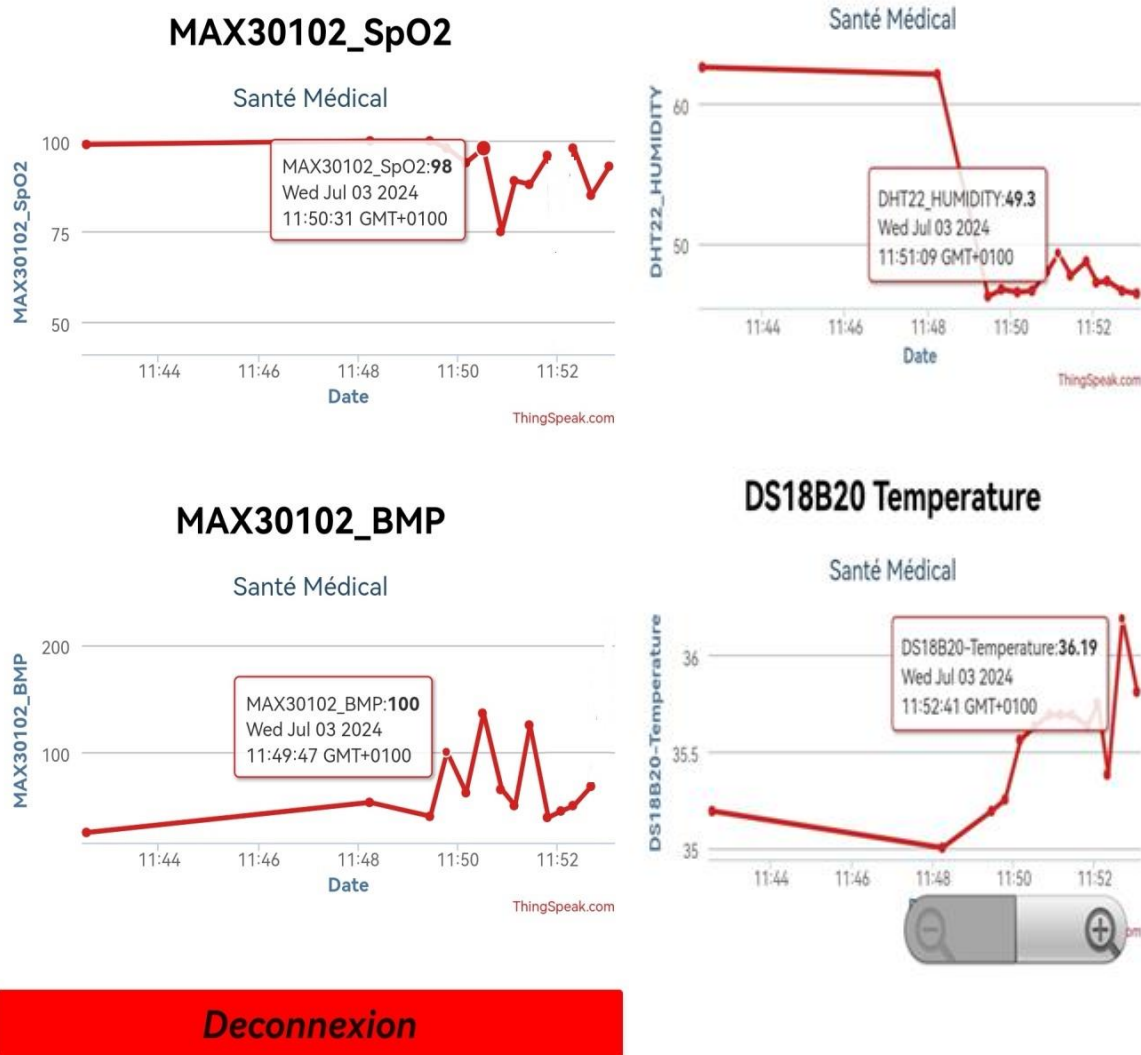 MAX30102_SpO2
Santé Médical
MAX30102_SpO2
100
75
50
MAX30102_SpO2:98
Wed Jul 03 2024
11:50:31 GMT+0100
11:44
11:46
11:48
11:50
11:52
Date
ThingSpeak.com
Santé Médical
DHT22_HUMIDITY
60
50
DHT22_HUMIDITY:49.3
Wed Jul 03 2024
11:51:09 GMT+0100
11:44
11:46
11:48
11:50
11:52
Date
ThingSpeak.com
MAX30102_BMP
Santé Médical
MAX30102_BMP
200
100
MAX30102_BMP:100
Wed Jul 03 2024
11:49:47 GMT+0100
11:44
11:46
11:48
11:50
11:52
Date
ThingSpeak.com
DS18B20 Temperature
Santé Médical
DS18B20-Temperature
36
35.5
35
DS18B20-Temperature:36.19
Wed Jul 03 2024
11:52:41 GMT+0100
11:44
11:46
11:48
11:50
11:52
Deconnexion